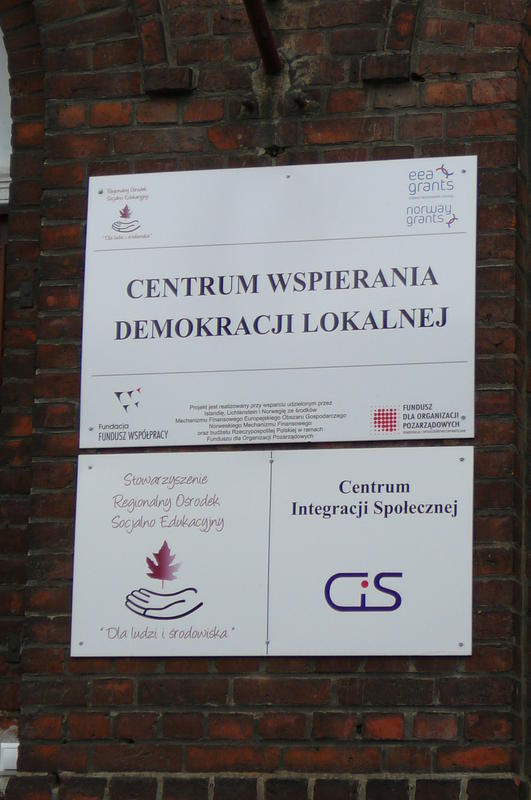 Regionalny Ośrodek
Socjalno Edukacyjny
"Dla ludzi i środowiska"
eea
grants
norway
grants
CENTRUM WSPIERANIA
DEMOKRACJI LOKALNEJ
Fundacja
FUNDUSZ WSPÓŁPRACY
Projekt jest realizowany przy wsparciu udzielonym przez
Islandię, Lichtenstein i Norwegię ze środków
Mechanizmu Finansowego Europejskiego Obszaru Gospodarczego
Norweskiego Mechanizmu Finansowego
oraz budżetu Rzeczypospolitej Polskiej w ramach
Funduszu dla Organizacji Pozarządowych
FUNDUSZ
DLA ORGANIZACJI
POZARZĄDOWYCH
Stowarzyszenie
Regionalny Ośrodek
Socjalno Edukacyjny
"Dla ludzi i środowiska"
Centrum
Integracji Społecznej
CiS